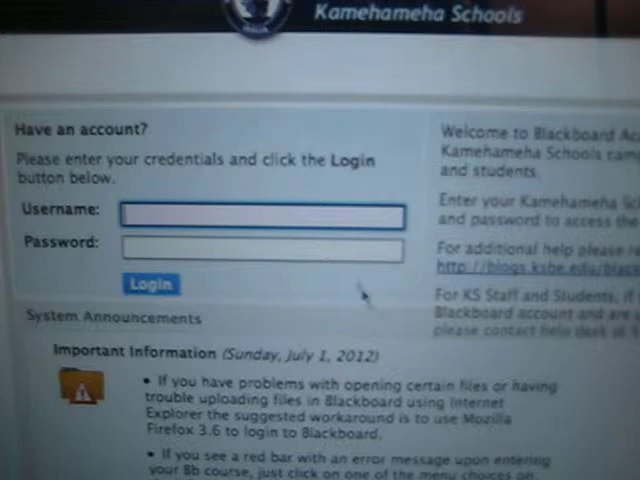 Kamehameha Schools
Have an account?
Please enter your credentials and click the Login
button below.
Username:
Password:
Login
Welcome to Blackboard
Kamehameha Schools
and students.
Enter your Kamehameha
and password to access the
For additional help please
http://blogs.ksbe.edu/
For KS Staff and Students, if
Blackboard account and are
please contact help desk at
System Announcements
Important Information (Sunday, July 1, 2012)
• If you have problems with opening certain files or having
trouble uploading files in Blackboard using Internet
Explorer the suggested workaround is to use Mozilla
Firefox 3.6 to login to Blackboard.
• If you see a red bar with an error message upon entering
your Bb course, just click on one of the menu choices on